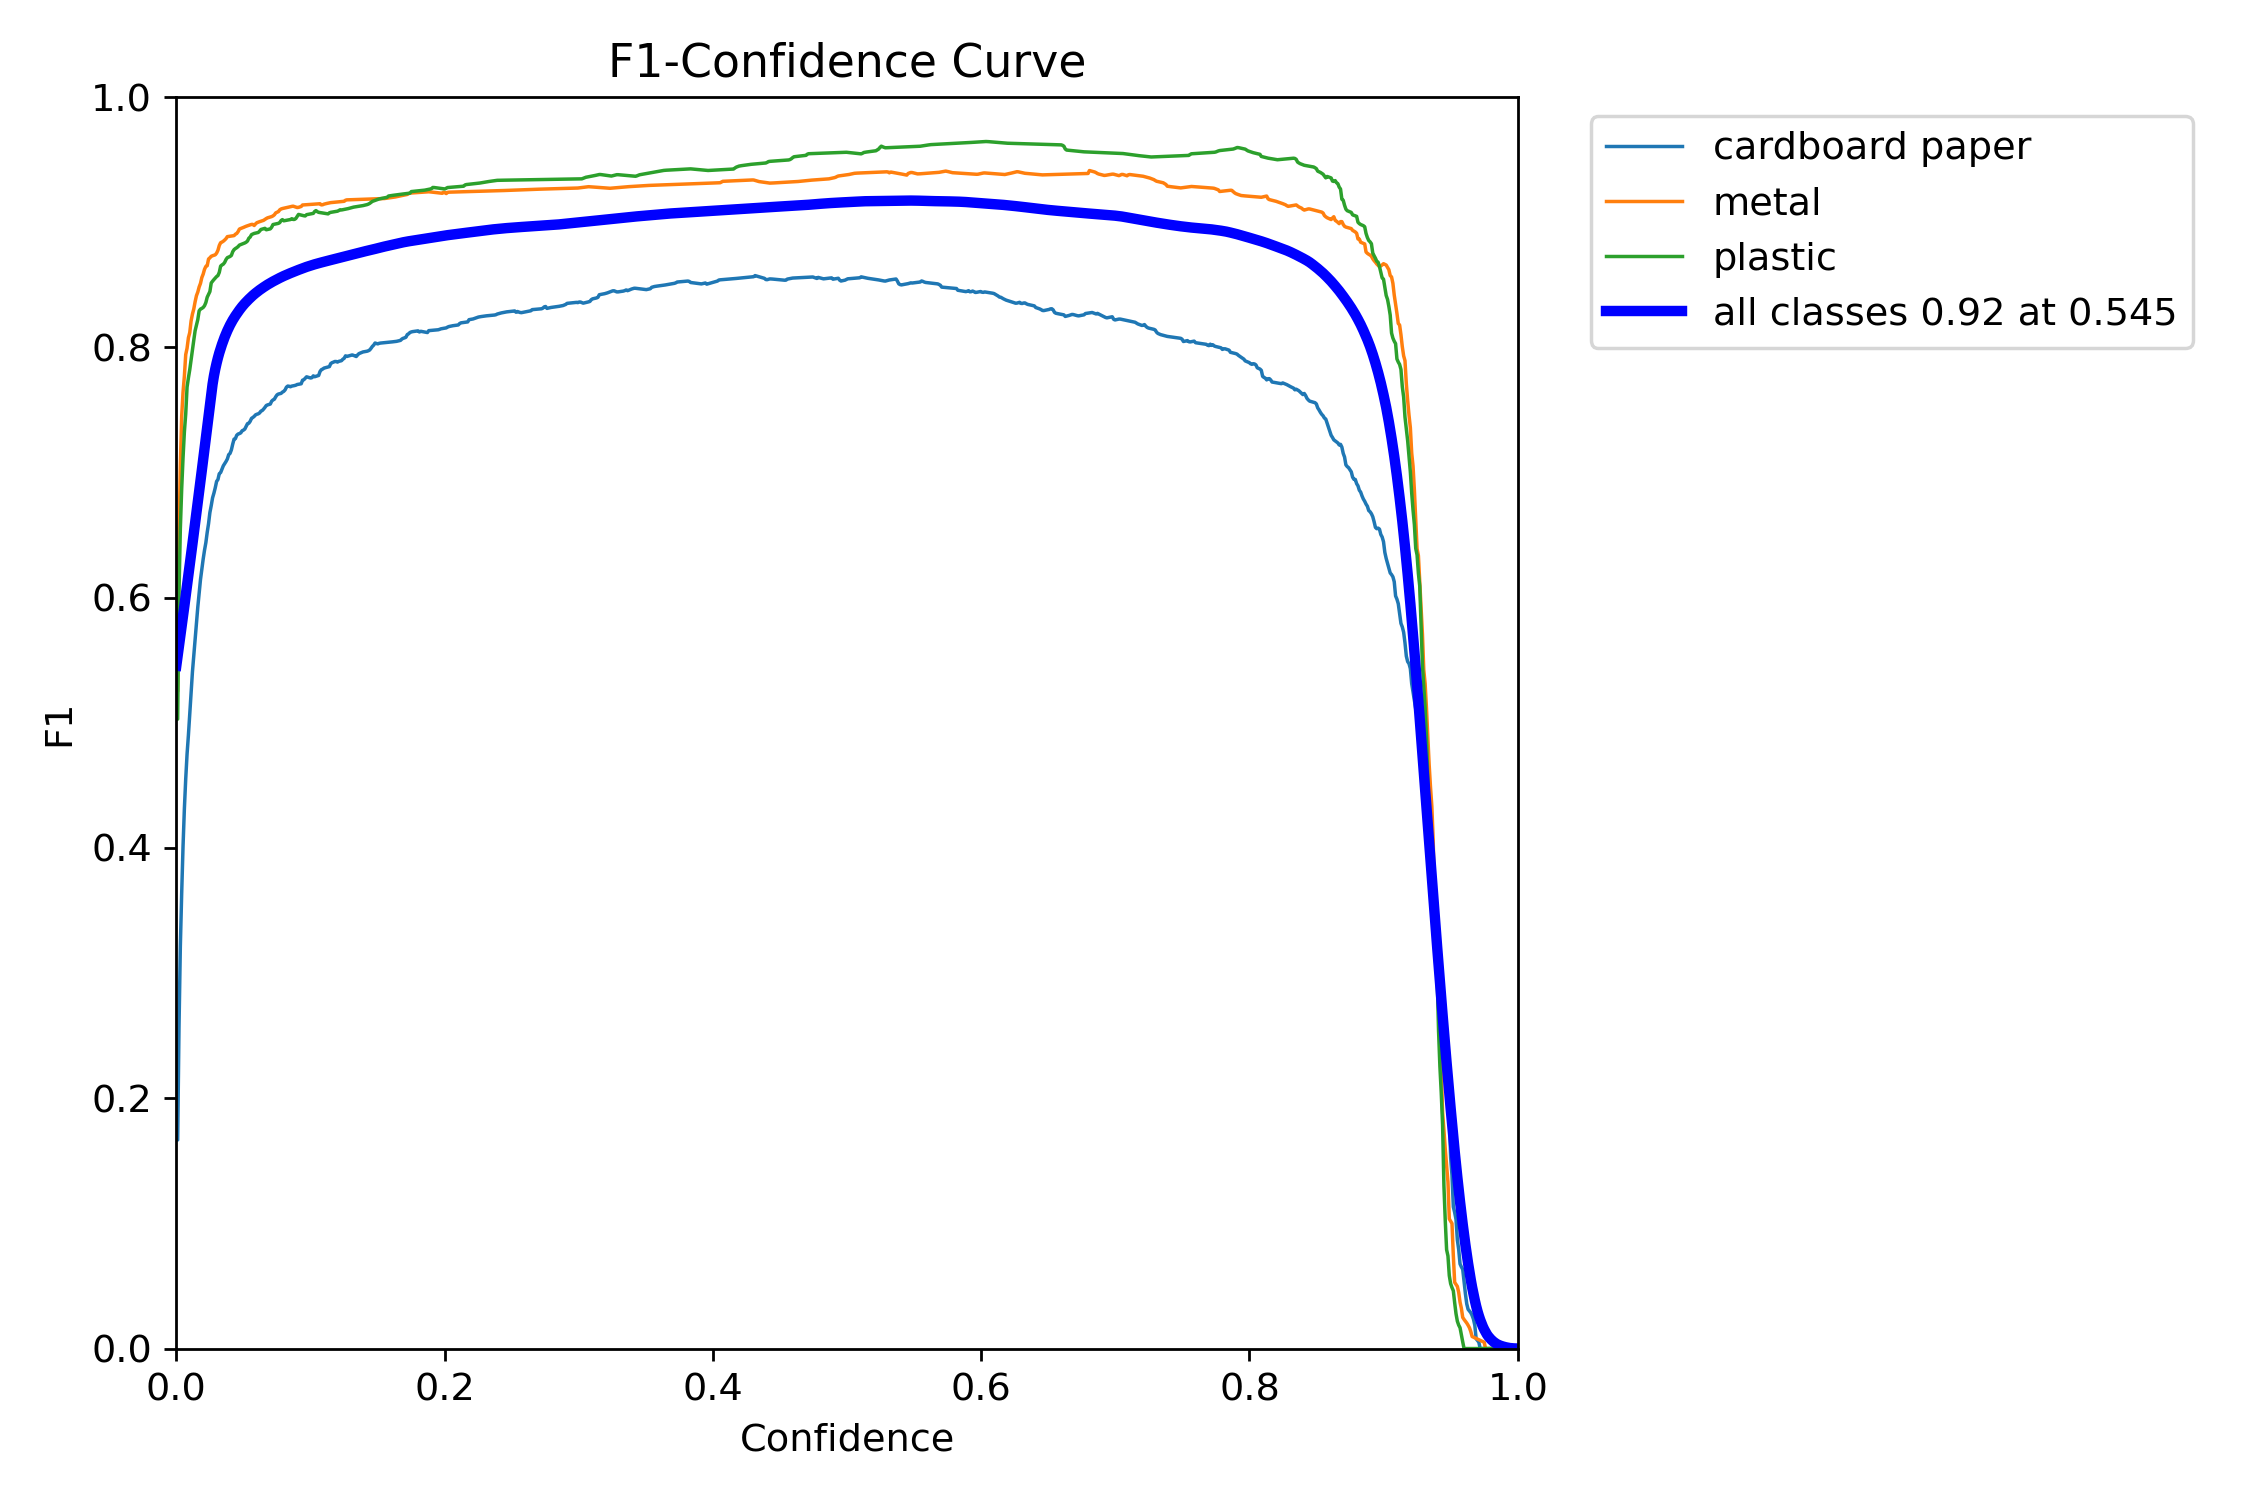 F1-Confidence Curve
1.0
0.8
0.6
0.4
0.2
0.0
F1
0.0 0.2 0.4 0.6 0.8 1.0
Confidence
cardboard paper
metal
plastic
all classes 0.92 at 0.545